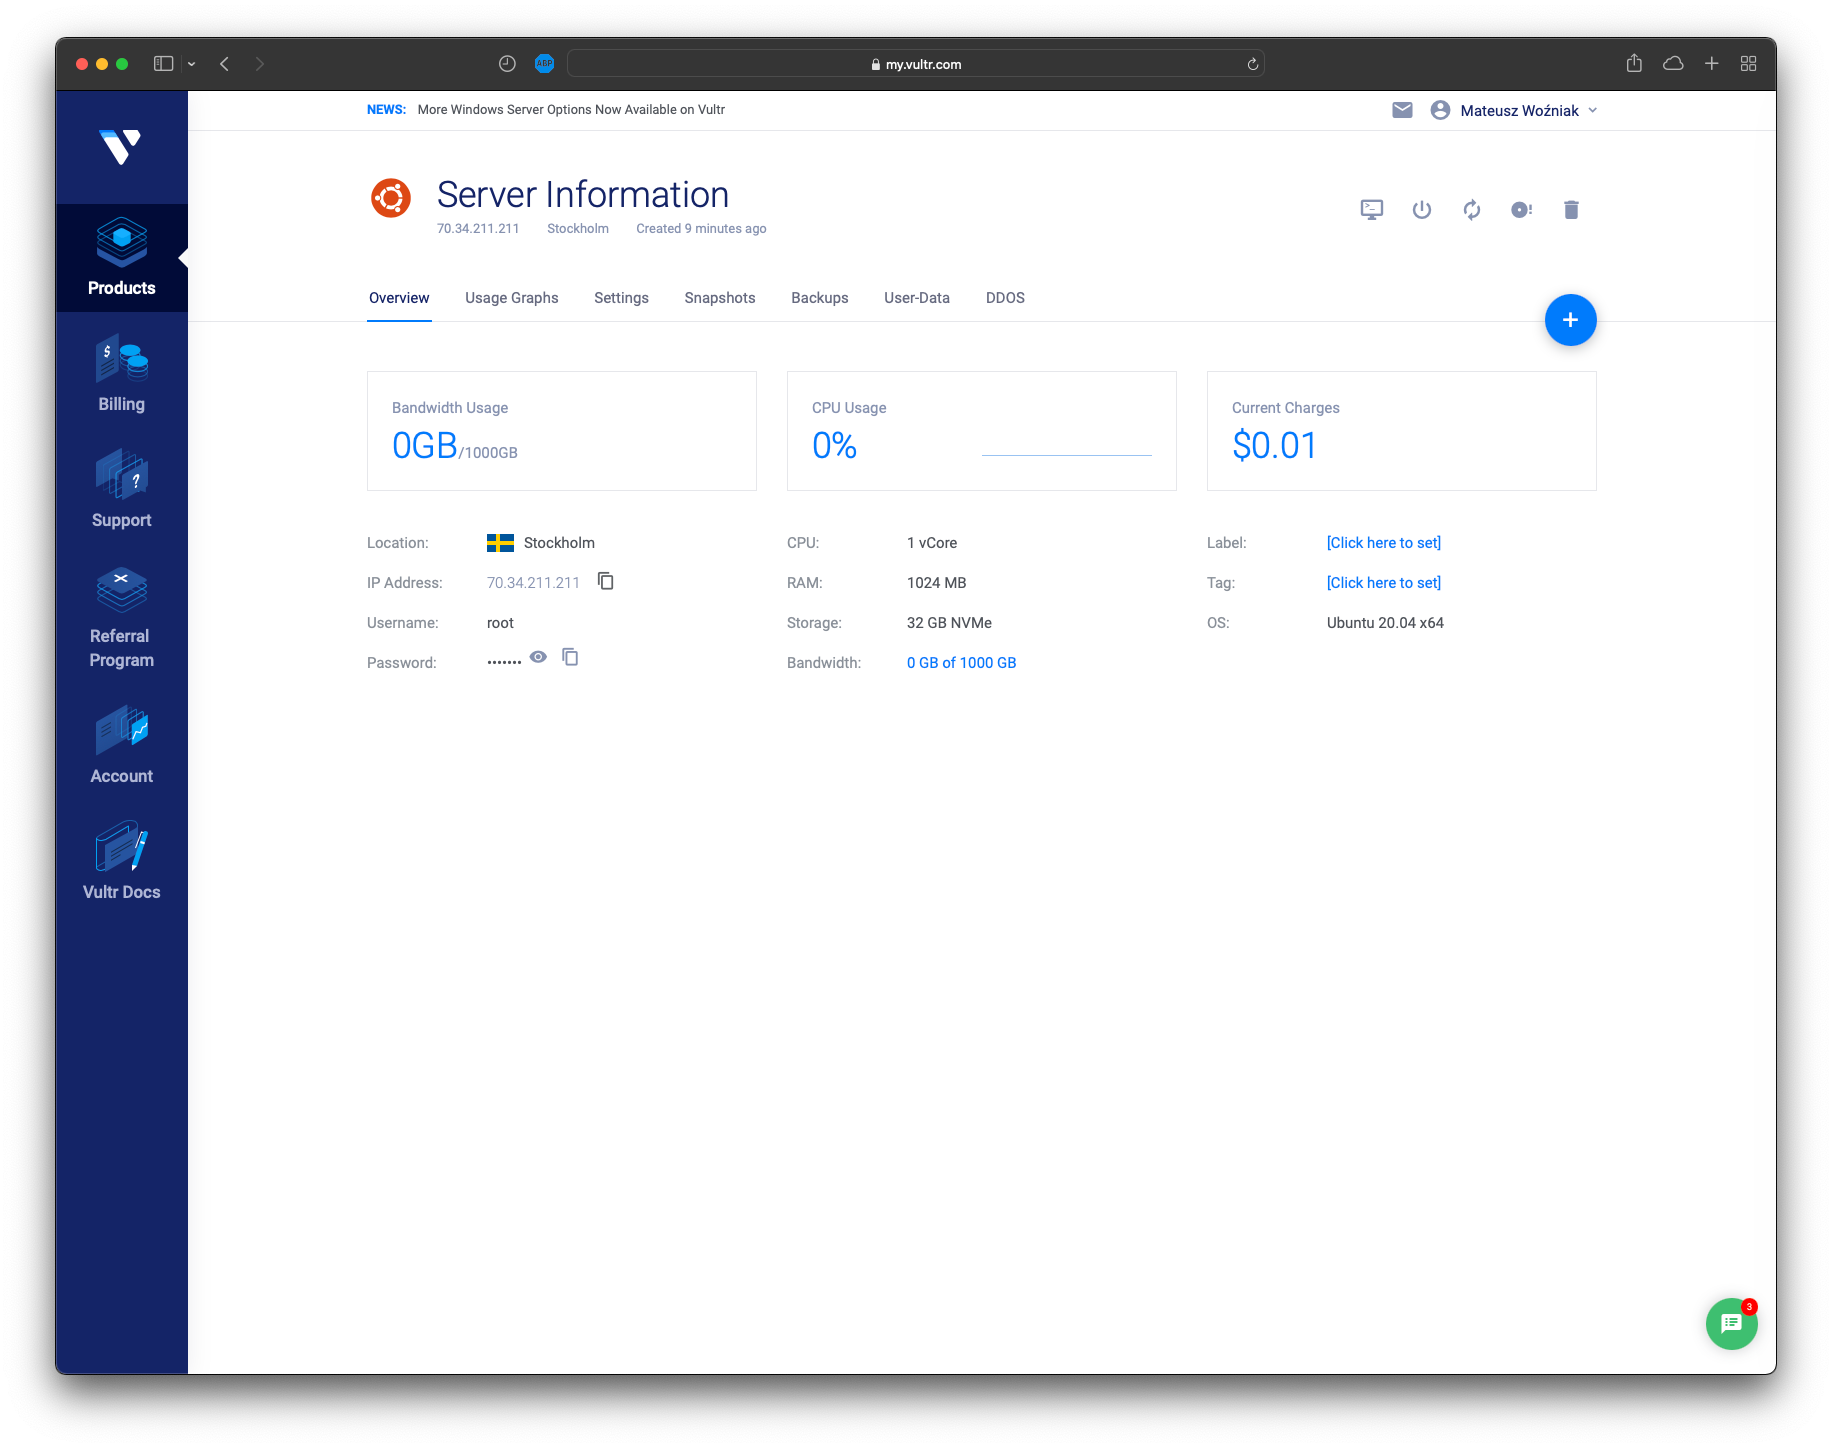 my.vultr.com
NEWS: More Windows Server Options Now Available on Vultr
Mateusz Woźniak
Server Information
70.34.211.211 Stockholm Created 9 minutes ago
Products
Billing
Support
Referral
Program
Account
Vultr Docs
Overview Usage Graphs Settings Snapshots Backups User-Data DDOS
+
Bandwidth Usage
0GB/1000GB
CPU Usage
0%
Current Charges
$0.01
Location: Stockholm
IP Address: 70.34.211.211
Username: root
Password: •••••••
CPU: 1 vCore
RAM: 1024 MB
Storage: 32 GB NVMe
Bandwidth: 0 GB of 1000 GB
Label: [Click here to set]
Tag: [Click here to set]
OS: Ubuntu 20.04 x64
3